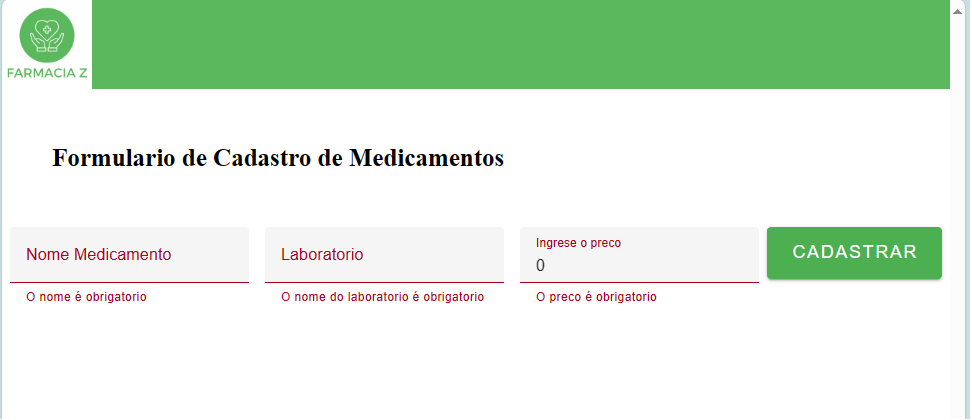 FARMACIA Z
Formulario de Cadastro de Medicamentos
Nome Medicamento
O nome é obrigatorio
Laboratorio
O nome do laboratorio é obrigatorio
Ingrese o preco
0
O preco é obrigatorio
CADASTRAR